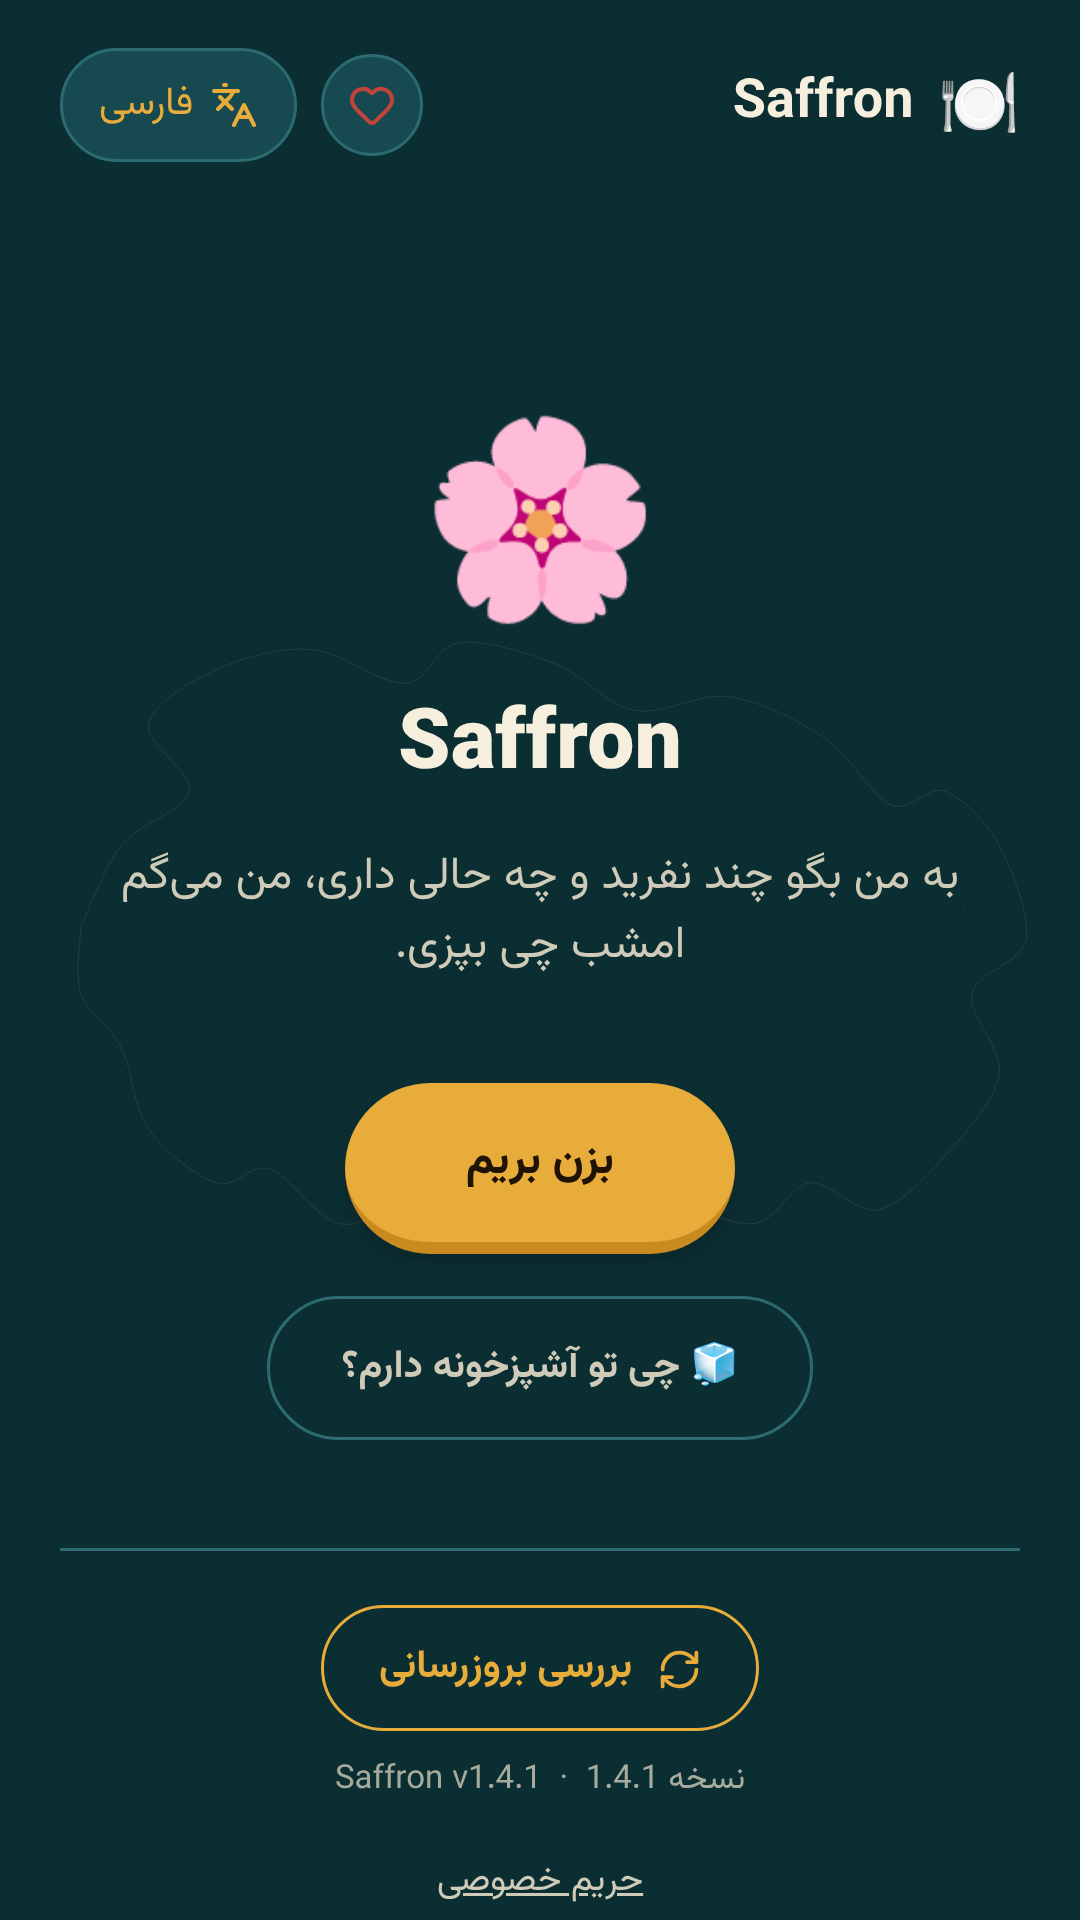 Saffron
فارسی
Saffron
به من بگو چند نفرید و چه حالی داری، من می‌گم
امشب چی بپزی.
بزن بریم
چی تو آشپزخونه دارم؟
بررسی بروزرسانی
نسخه 1.4.1 · Saffron v1.4.1
حریم خصوصی